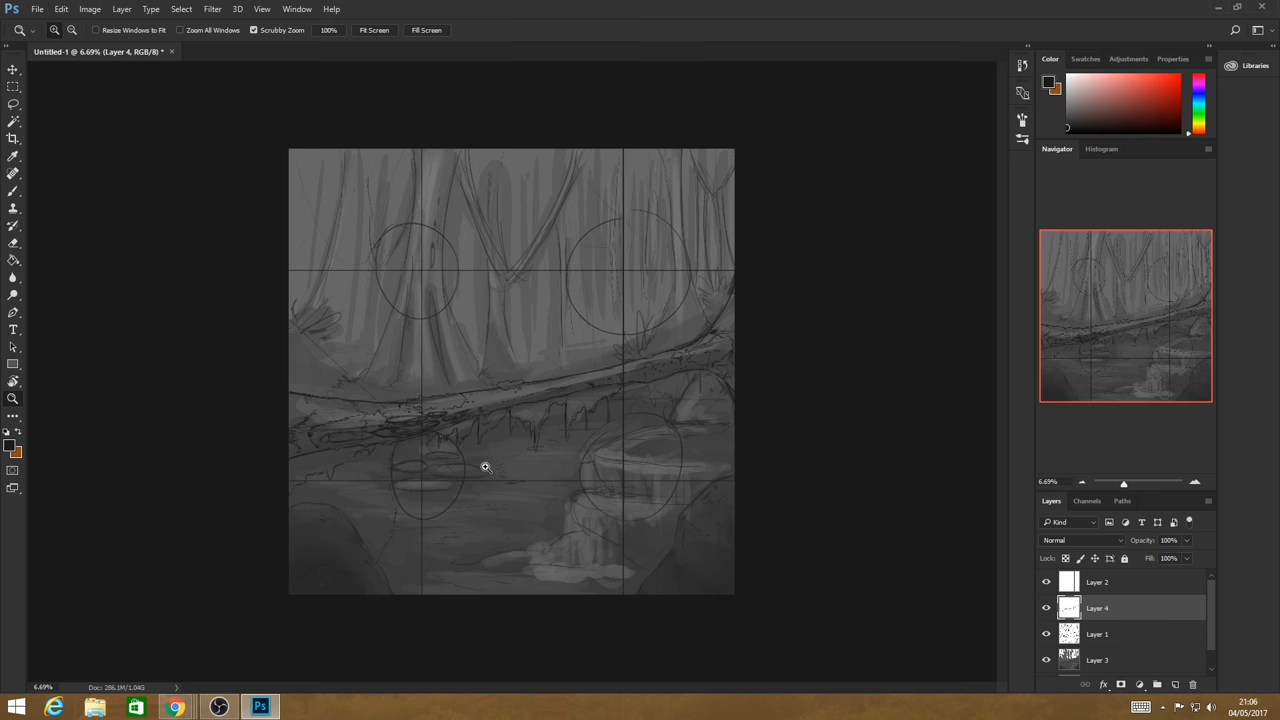 Ps File Edit Image Layer Type Select Filter 3D View Window Help
Resize Windows to Fit Zoom All Windows Scrubby Zoom 100% Fit Screen Fill Screen
Untitled-1 @ 6.69% (Layer 4, RGB/8) * ×
Color Swatches Adjustments Properties
Libraries
Navigator Histogram
6.69%
Layers Channels Paths
Kind
Normal Opacity: 100%
Lock: Fill: 100%
Layer 2
Layer 4
Layer 1
Layer 3
6.69% Doc: 286.1M/1.04G
Ps
21:06
04/05/2017